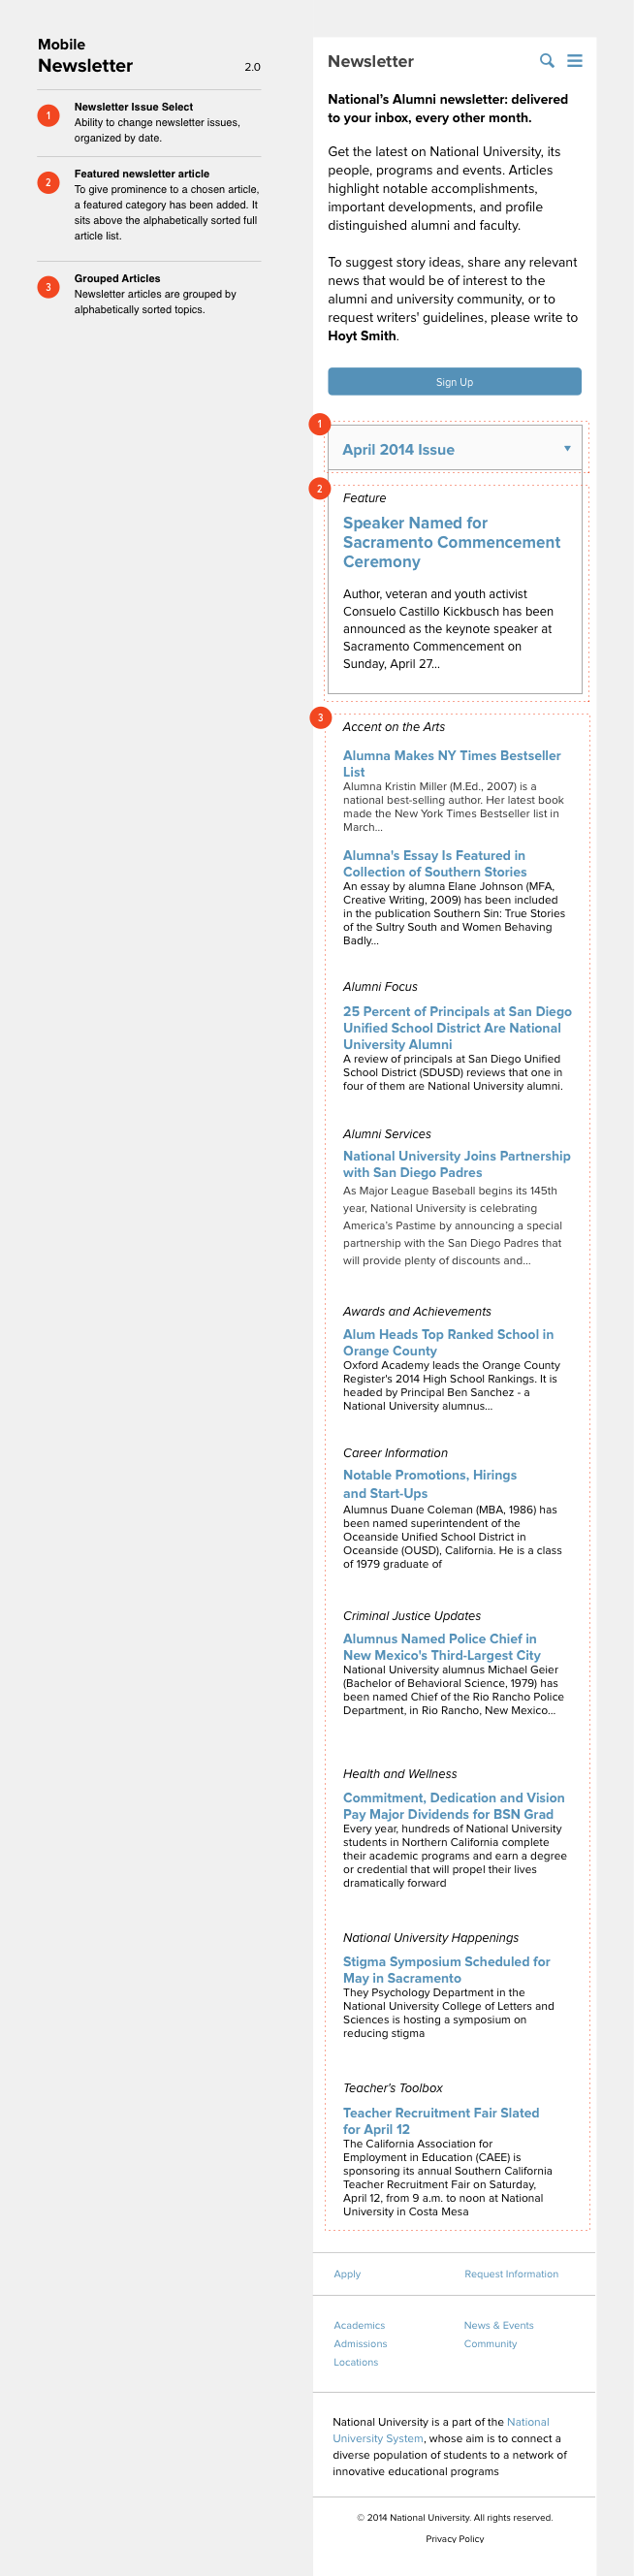 Mobile
Newsletter
2.0
1
Newsletter Issue Select
Ability to change newsletter issues,
organized by date.
2
Featured newsletter article
To give prominence to a chosen article,
a featured category has been added. It
sits above the alphabetically sorted full
article list.
3
Grouped Articles
Newsletter articles are grouped by
alphabetically sorted topics.
Newsletter
National's Alumni newsletter: delivered
to your inbox, every other month.
Get the latest on National University, its
people, programs and events. Articles
highlight notable accomplishments,
important developments, and profile
distinguished alumni and faculty.
To suggest story ideas, share any relevant
news that would be of interest to the
alumni and university community, or to
request writers' guidelines, please write to
Hoyt Smith.
Sign Up
1
April 2014 Issue
2
Feature
Speaker Named for
Sacramento Commencement
Ceremony
Author, veteran and youth activist
Consuelo Castillo Kickbusch has been
announced as the keynote speaker at
Sacramento Commencement on
Sunday, April 27...
3
Accent on the Arts
Alumna Makes NY Times Bestseller
List
Alumna Kristin Miller (M.Ed., 2007) is a
national best-selling author. Her latest book
made the New York Times Bestseller list in
March...
Alumna's Essay Is Featured in
Collection of Southern Stories
An essay by alumna Elane Johnson (MFA,
Creative Writing, 2009) has been included
in the publication Southern Sin: True Stories
of the Sultry South and Women Behaving
Badly...
Alumni Focus
25 Percent of Principals at San Diego
Unified School District Are National
University Alumni
A review of principals at San Diego Unified
School District (SDUSD) reviews that one in
four of them are National University alumni.
Alumni Services
National University Joins Partnership
with San Diego Padres
As Major League Baseball begins its 145th
year, National University is celebrating
America's Pastime by announcing a special
partnership with the San Diego Padres that
will provide plenty of discounts and...
Awards and Achievements
Alum Heads Top Ranked School in
Orange County
Oxford Academy leads the Orange County
Register's 2014 High School Rankings. It is
headed by Principal Ben Sanchez - a
National University alumnus...
Career Information
Notable Promotions, Hirings
and Start-Ups
Alumnus Duane Coleman (MBA, 1986) has
been named superintendent of the
Oceanside Unified School District in
Oceanside (OUSD), California. He is a class
of 1979 graduate of
Criminal Justice Updates
Alumnus Named Police Chief in
New Mexico's Third-Largest City
National University alumnus Michael Geier
(Bachelor of Behavioral Science, 1979) has
been named Chief of the Rio Rancho Police
Department, in Rio Rancho, New Mexico...
Health and Wellness
Commitment, Dedication and Vision
Pay Major Dividends for BSN Grad
Every year, hundreds of National University
students in Northern California complete
their academic programs and earn a degree
or credential that will propel their lives
dramatically forward
National University Happenings
Stigma Symposium Scheduled for
May in Sacramento
They Psychology Department in the
National University College of Letters and
Sciences is hosting a symposium on
reducing stigma
Teacher's Toolbox
Teacher Recruitment Fair Slated
for April 12
The California Association for
Employment in Education (CAEE) is
sponsoring its annual Southern California
Teacher Recruitment Fair on Saturday,
April 12, from 9 a.m. to noon at National
University in Costa Mesa
Apply
Request Information
Academics
News & Events
Admissions
Community
Locations
National University is a part of the National
University System, whose aim is to connect a
diverse population of students to a network of
innovative educational programs
© 2014 National University. All rights reserved.
Privacy Policy